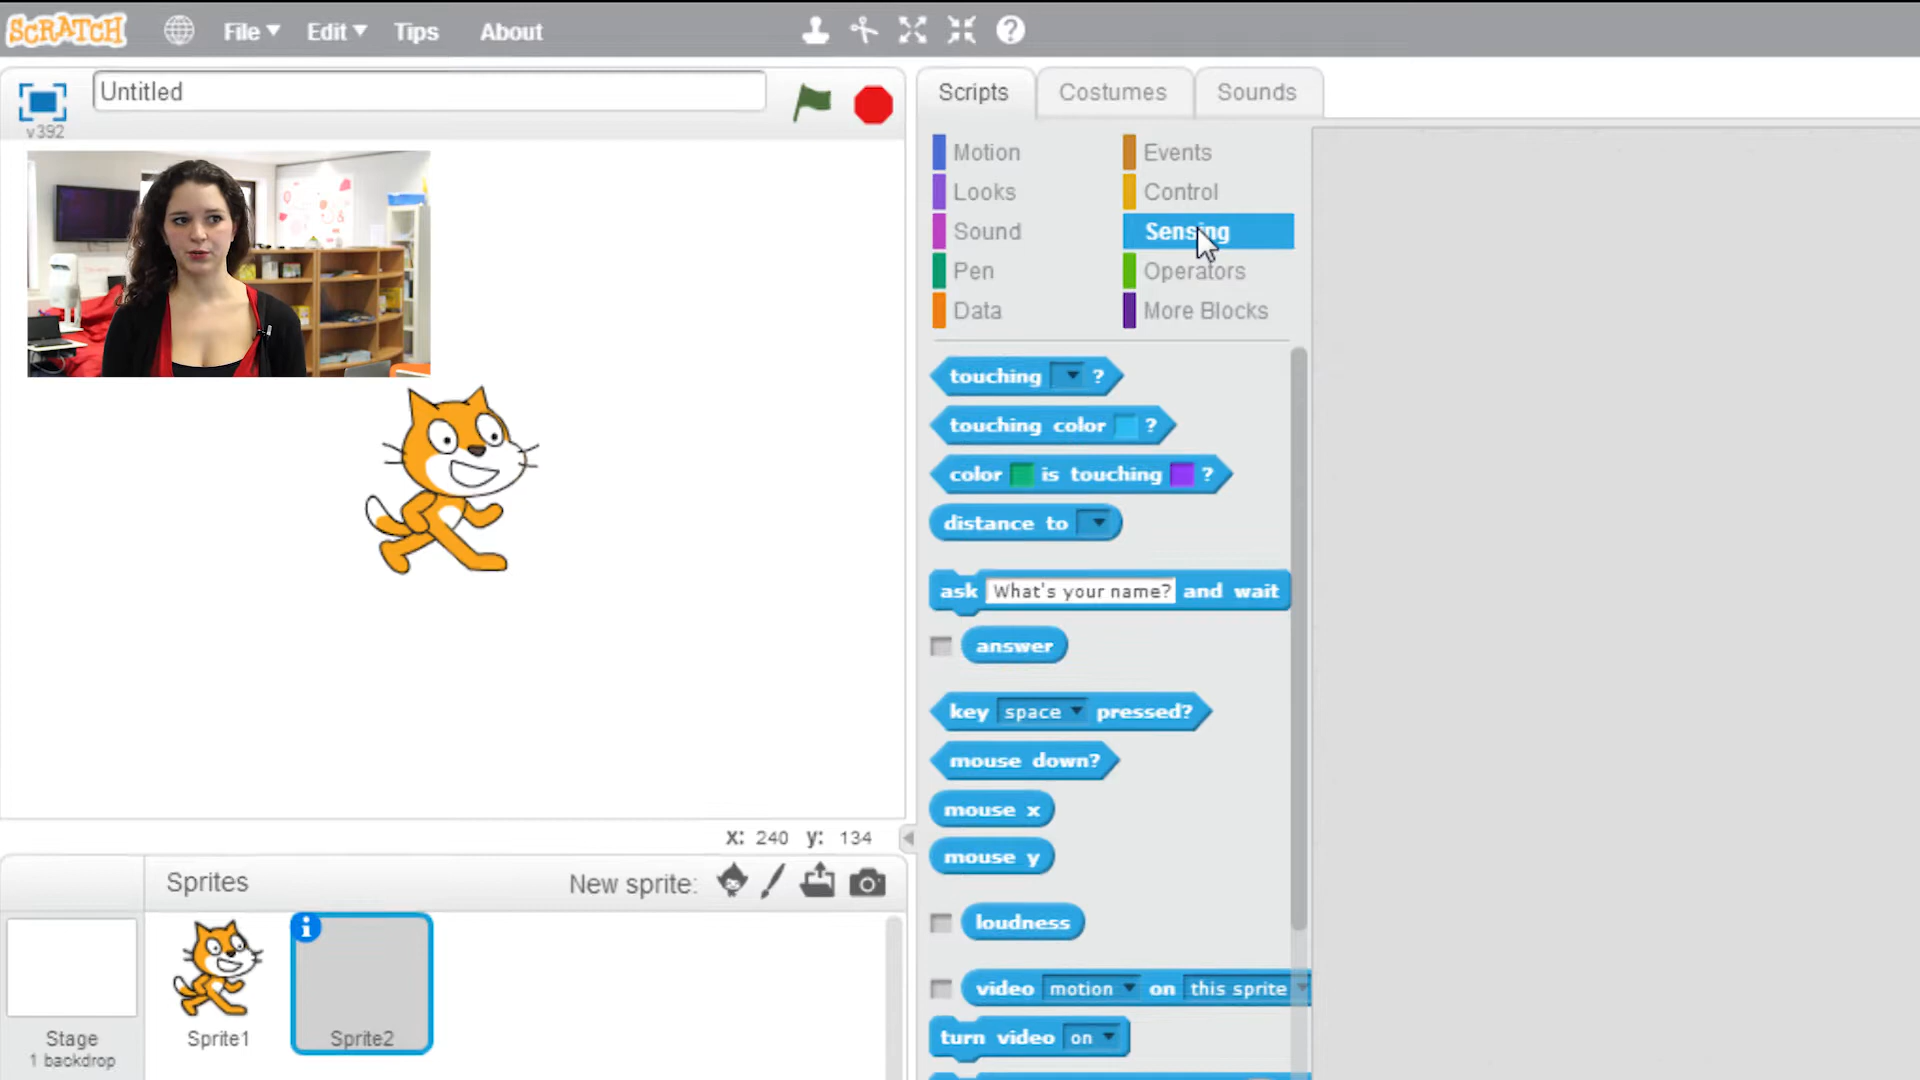 SCRATCH File Edit Tips About
Untitled
v392
Scripts Costumes Sounds
Motion Events
Looks Control
Sound Sensing
Pen Operators
Data More Blocks
touching ?
touching color ?
color is touching ?
distance to
ask What's your name? and wait
answer
key space pressed?
mouse down?
mouse x
mouse y
loudness
video motion on this sprite
turn video on
x: 240 y: 134
Sprites New sprite:
Stage
1 backdrop
Sprite1
i
Sprite2